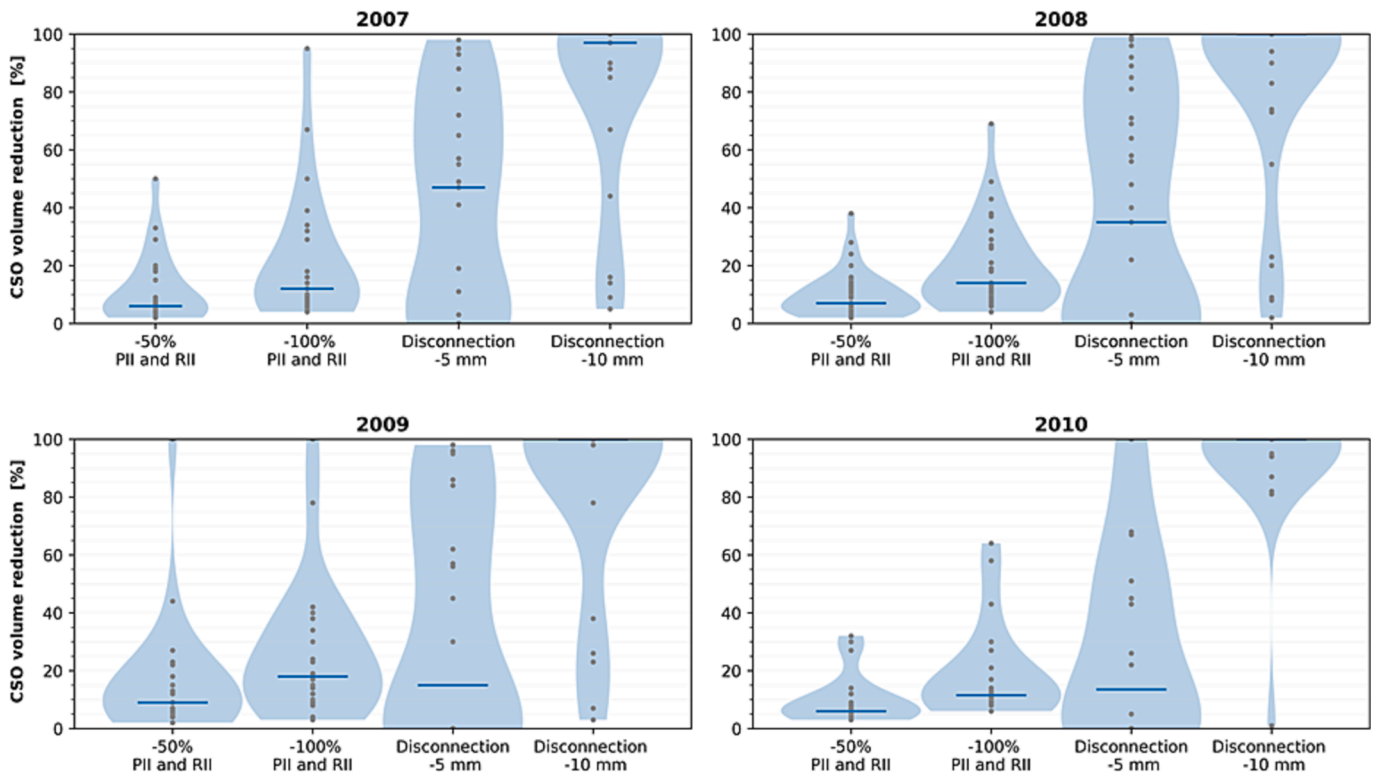 2007
CSO volume reduction [%]
100
80
60
40
20
0
-50%
PII and RII
-100%
PII and RII
Disconnection
-5 mm
Disconnection
-10 mm
2008
100
80
60
40
20
0
-50%
PII and RII
-100%
PII and RII
Disconnection
-5 mm
Disconnection
-10 mm
2009
CSO volume reduction [%]
100
80
60
40
20
0
-50%
PII and RII
-100%
PII and RII
Disconnection
-5 mm
Disconnection
-10 mm
2010
100
80
60
40
20
0
-50%
PII and RII
-100%
PII and RII
Disconnection
-5 mm
Disconnection
-10 mm